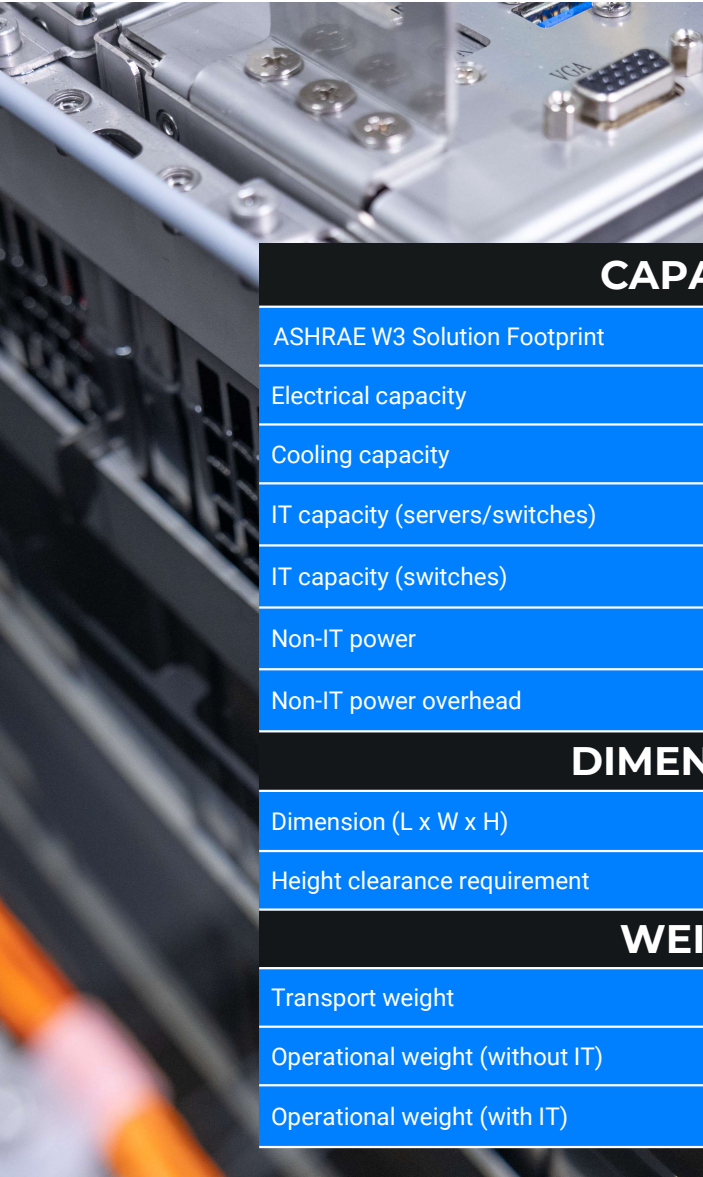 VGA
CAPA
ASHRAE W3 Solution Footprint
Electrical capacity
Cooling capacity
IT capacity (servers/switches)
IT capacity (switches)
Non-IT power
Non-IT power overhead
DIMEN
Dimension (L x W x H)
Height clearance requirement
WEI
Transport weight
Operational weight (without IT)
Operational weight (with IT)